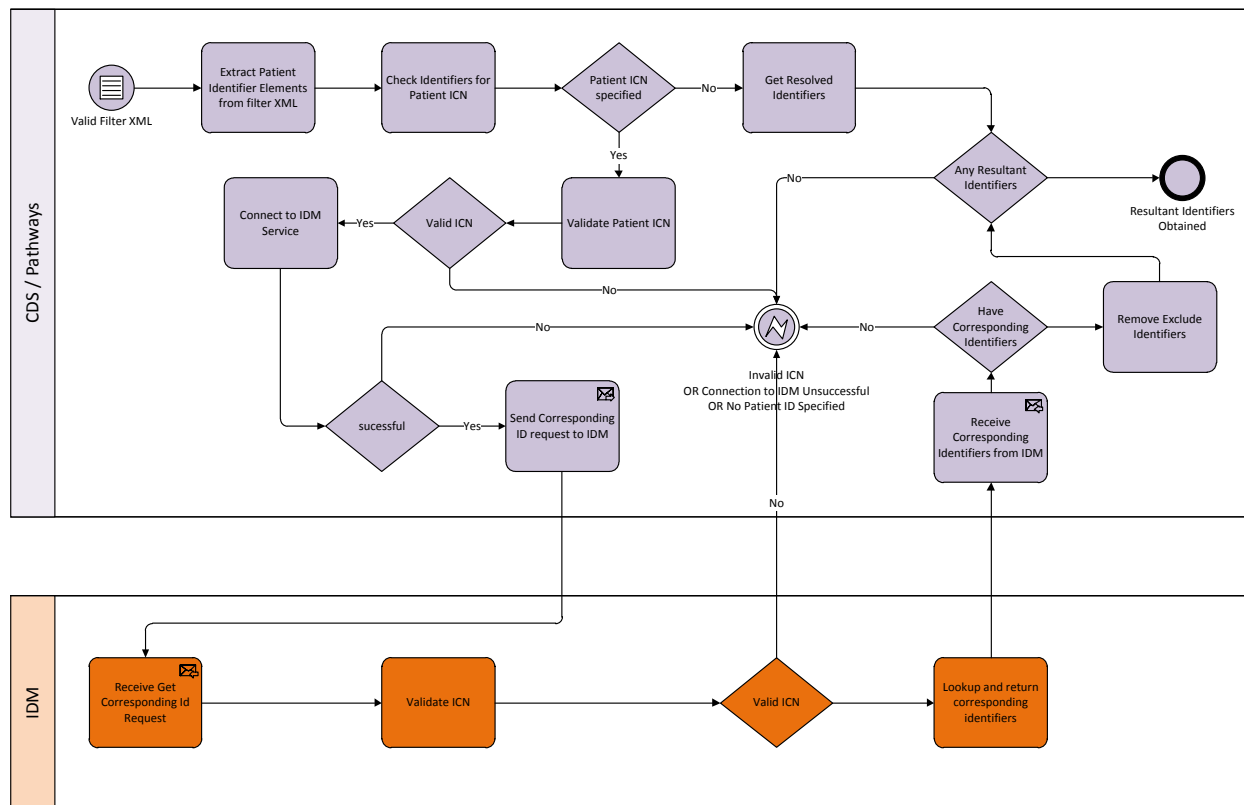 CDS / Pathways
Valid Filter XML
Extract Patient
Identifier Elements
from filter XML
Check Identifiers for
Patient ICN
Patient ICN
specified
No
Get Resolved
Identifiers
Yes
Connect to IDM
Service
Yes
Valid ICN
Validate Patient ICN
No
Any Resultant
Identifiers
Resultant Identifiers
Obtained
No
No
Invalid ICN
OR Connection to IDM Unsuccessful
OR No Patient ID Specified
No
Have
Corresponding
Identifiers
Remove Exclude
Identifiers
sucessful
Yes
Send Corresponding
ID request to IDM
Receive
Corresponding
Identifiers from IDM
No
IDM
Receive Get
Corresponding Id
Request
Validate ICN
Valid ICN
Lookup and return
corresponding
identifiers